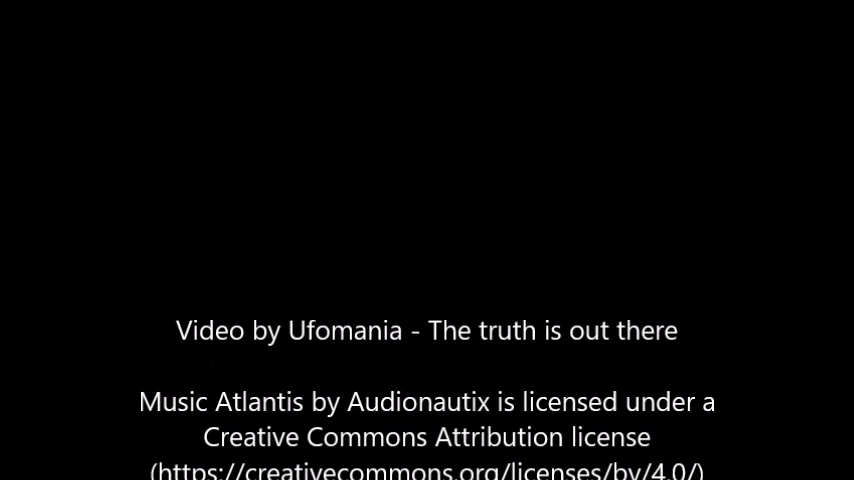 Video by Ufomania - The truth is out there
Music Atlantis by Audionautix is licensed under a
Creative Commons Attribution license
(https://creativecommons.org/licenses/by/4.0/)